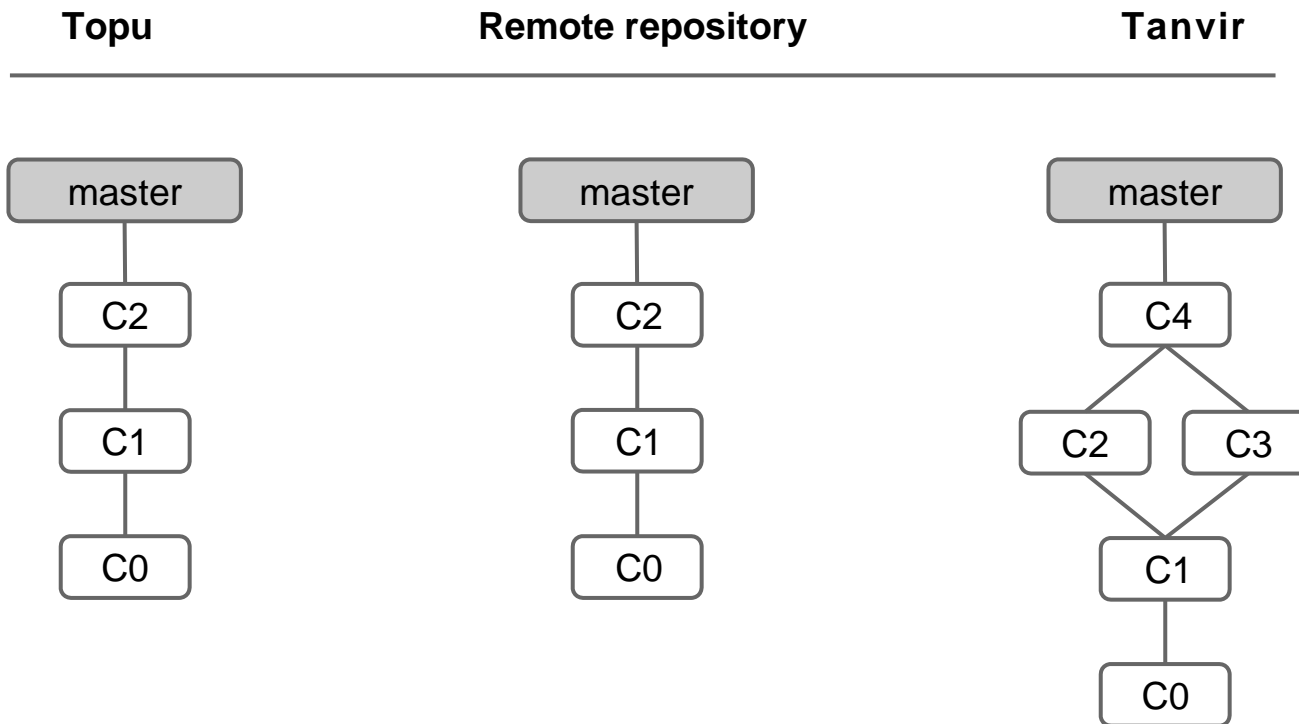 Topu Remote repository Tanvir
master master master
C2 C2 C4
C1 C1 C2 C3
C0 C0 C1
C0